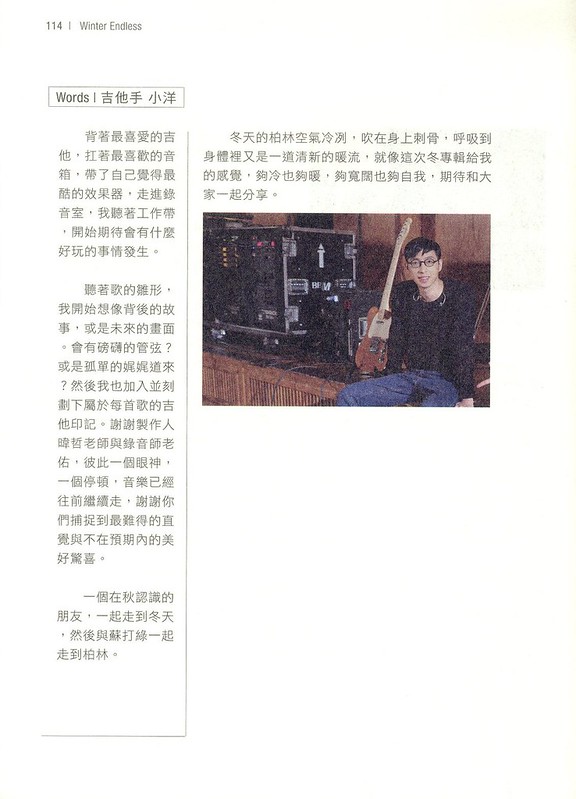 114 | Winter Endless
Words | 吉他手 小洋
背著最喜愛的吉
他，扛著最喜歡的音
箱，帶了自己覺得最
酷的效果器，走進錄
音室，我聽著工作帶
，開始期待會有什麼
好玩的事情發生。
聽著歌的雛形，
我開始想像背後的故
事，或是未來的畫面
。會有磅礴的管弦？
或是孤單的娓娓道來
？然後我也加入並刻
劃下屬於每首歌的吉
他印記。謝謝製作人
暐哲老師與錄音師老
佑，彼此一個眼神，
一個停頓，音樂已經
往前繼續走，謝謝你
們捕捉到最難得的直
覺與不在預期內的美
好驚喜。
一個在秋認識的
朋友，一起走到冬天
，然後與蘇打綠一起
走到柏林。
冬天的柏林空氣冷冽，吹在身上刺骨，呼吸到
身體裡又是一道清新的暖流，就像這次冬專輯給我
的感覺，夠冷也夠暖，夠寬闊也夠自我，期待和大
家一起分享。